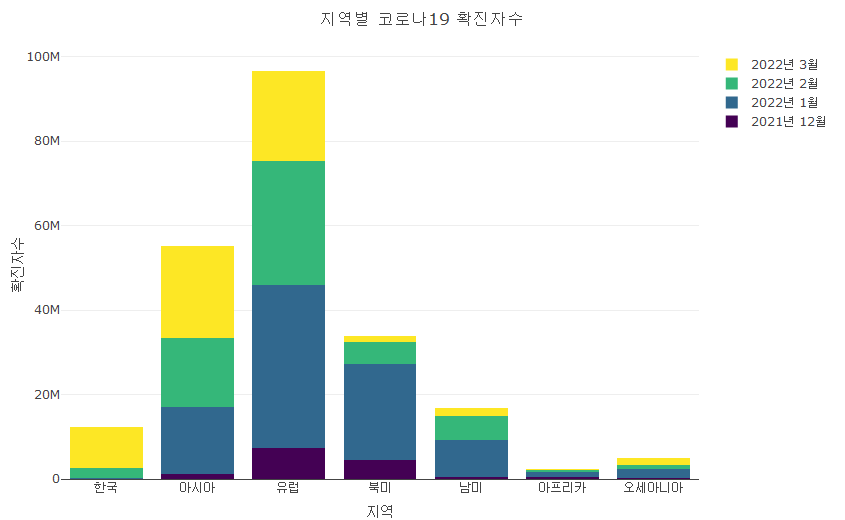 지역별 코로나19 확진자수
100M
80M
60M
40M
20M
0
확진자수
한국
아시아
유럽
북미
남미
아프리카
오세아니아
지역
2022년 3월
2022년 2월
2022년 1월
2021년 12월